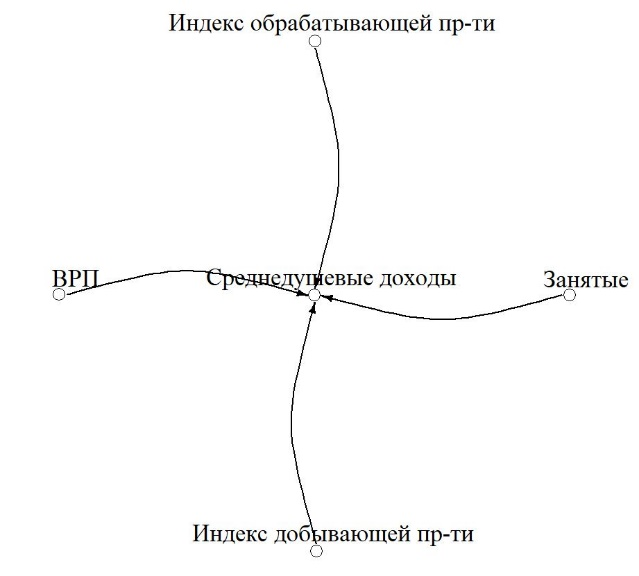 Индекс обрабатывающей пр-ти
ВРП
Среднедушевые доходы
Занятые
Индекс добывающей пр-ти